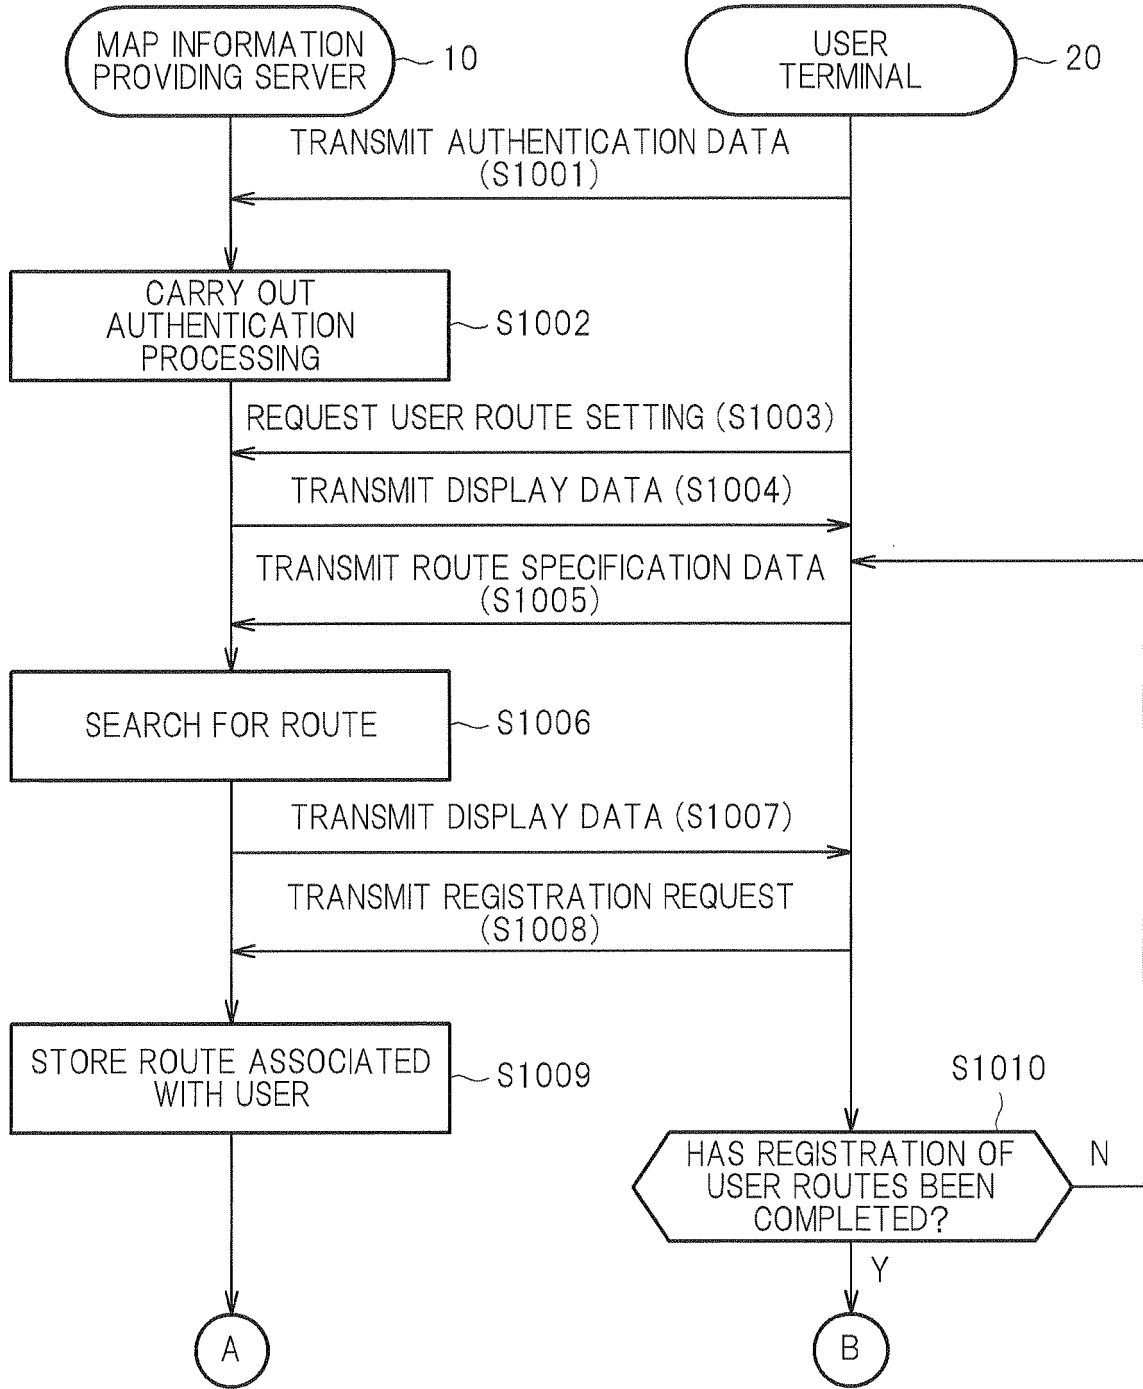 MAP INFORMATION
PROVIDING SERVER
10
USER
TERMINAL
20
TRANSMIT AUTHENTICATION DATA
(S1001)
CARRY OUT
AUTHENTICATION
PROCESSING
S1002
REQUEST USER ROUTE SETTING (S1003)
TRANSMIT DISPLAY DATA (S1004)
TRANSMIT ROUTE SPECIFICATION DATA
(S1005)
SEARCH FOR ROUTE
S1006
TRANSMIT DISPLAY DATA (S1007)
TRANSMIT REGISTRATION REQUEST
(S1008)
STORE ROUTE ASSOCIATED
WITH USER
S1009
S1010
HAS REGISTRATION OF
USER ROUTES BEEN
COMPLETED?
N
Y
A
B